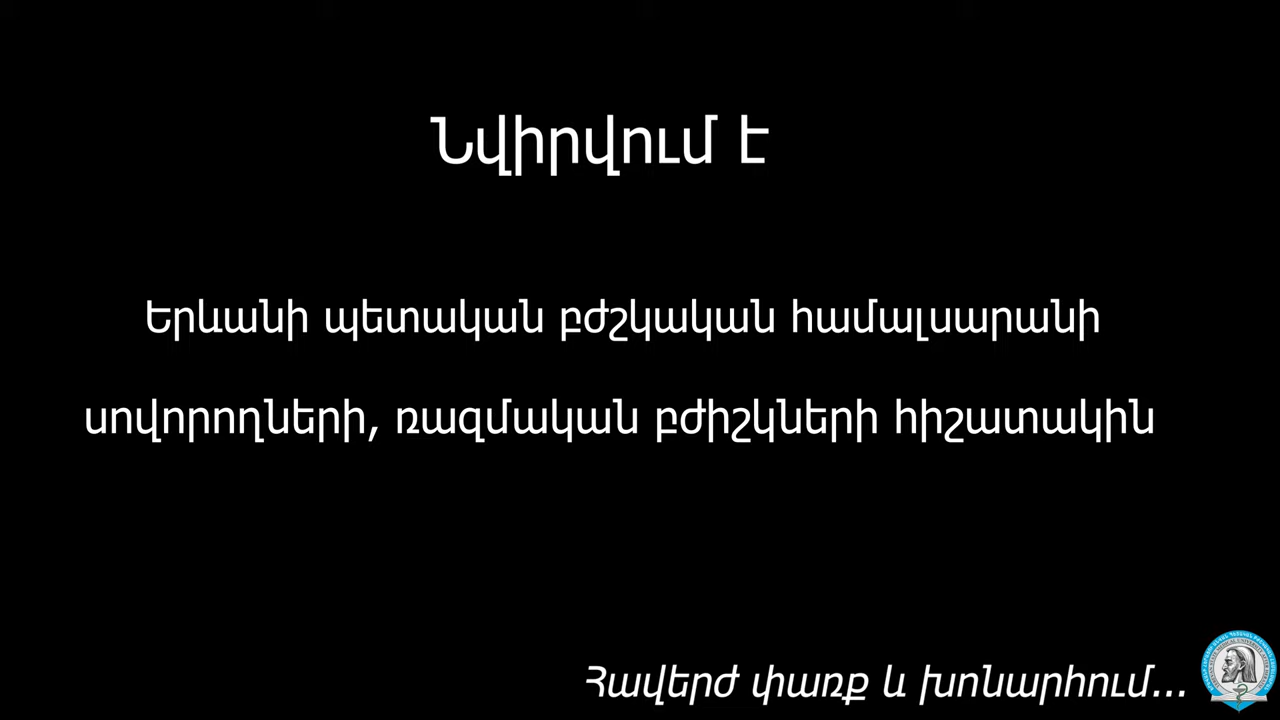 Նվիրվում է
Երևանի պետական բժշկական համալսարանի
սովորողների, ռազմական բժիշկների հիշատակին
Հավերժ փառք և խոնարհում...